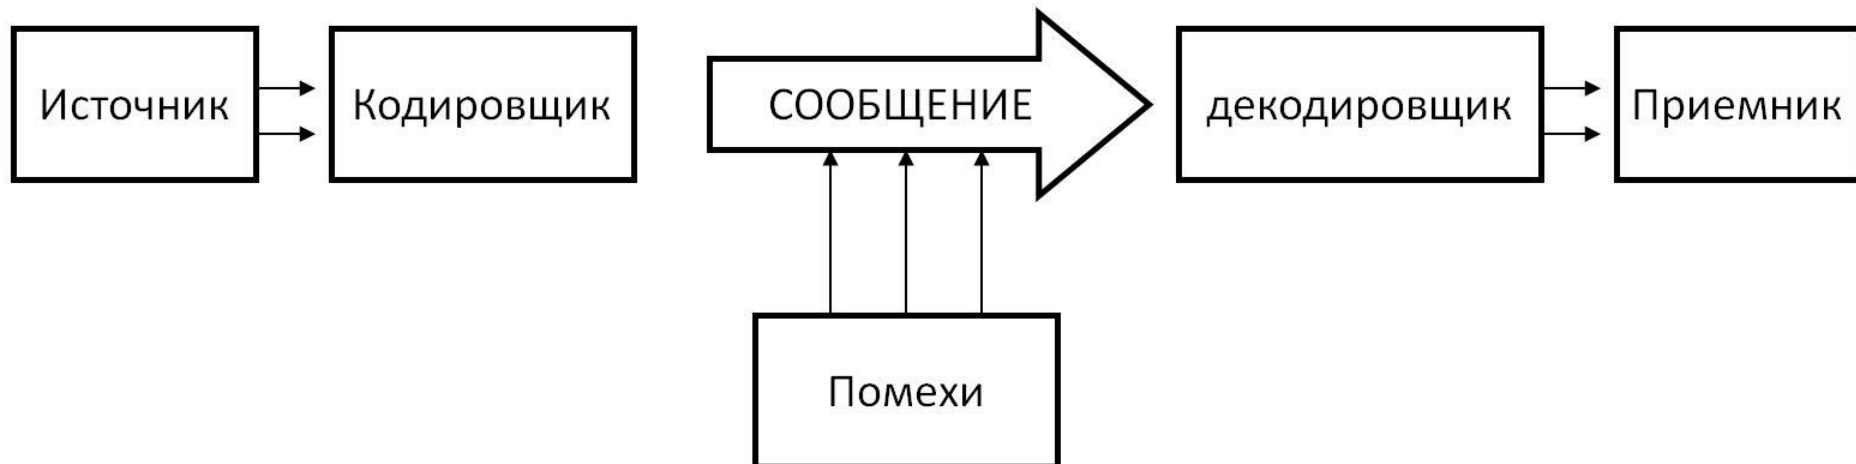 Источник
Кодировщик
СООБЩЕНИЕ
декодировщик
Приемник
Помехи